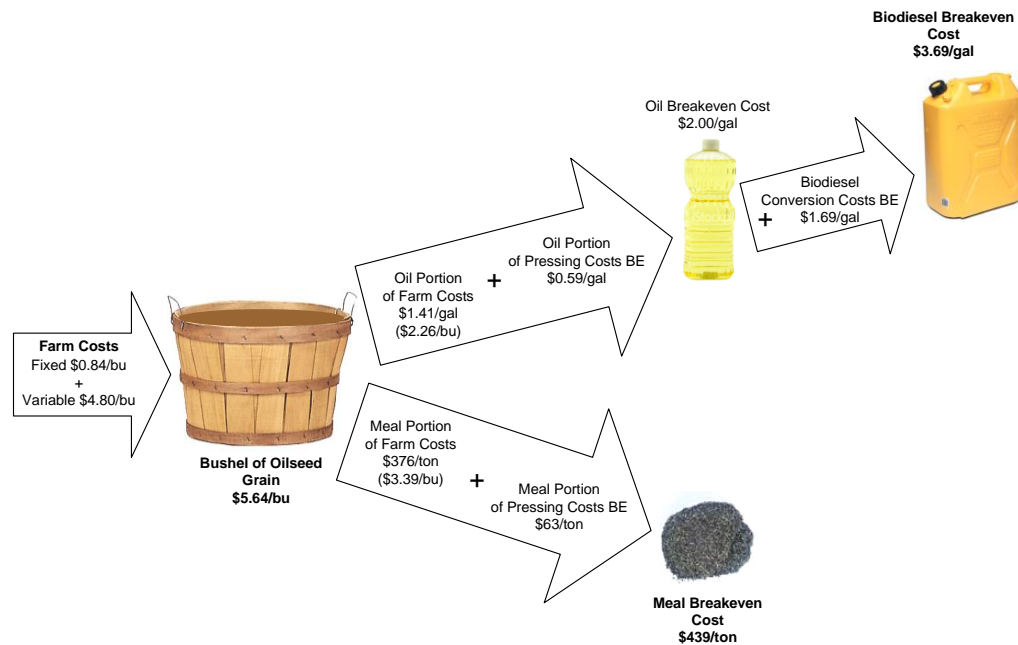 Farm Costs
Fixed $0.84/bu
+
Variable $4.80/bu
Bushel of Oilseed
Grain
$5.64/bu
Oil Portion
of Farm Costs
$1.41/gal
($2.26/bu)
+
Oil Portion
of Pressing Costs BE
$0.59/gal
Oil Breakeven Cost
$2.00/gal
+
Biodiesel
Conversion Costs BE
$1.69/gal
Biodiesel Breakeven
Cost
$3.69/gal
Meal Portion
of Farm Costs
$376/ton
($3.39/bu)
+
Meal Portion
of Pressing Costs BE
$63/ton
Meal Breakeven
Cost
$439/ton